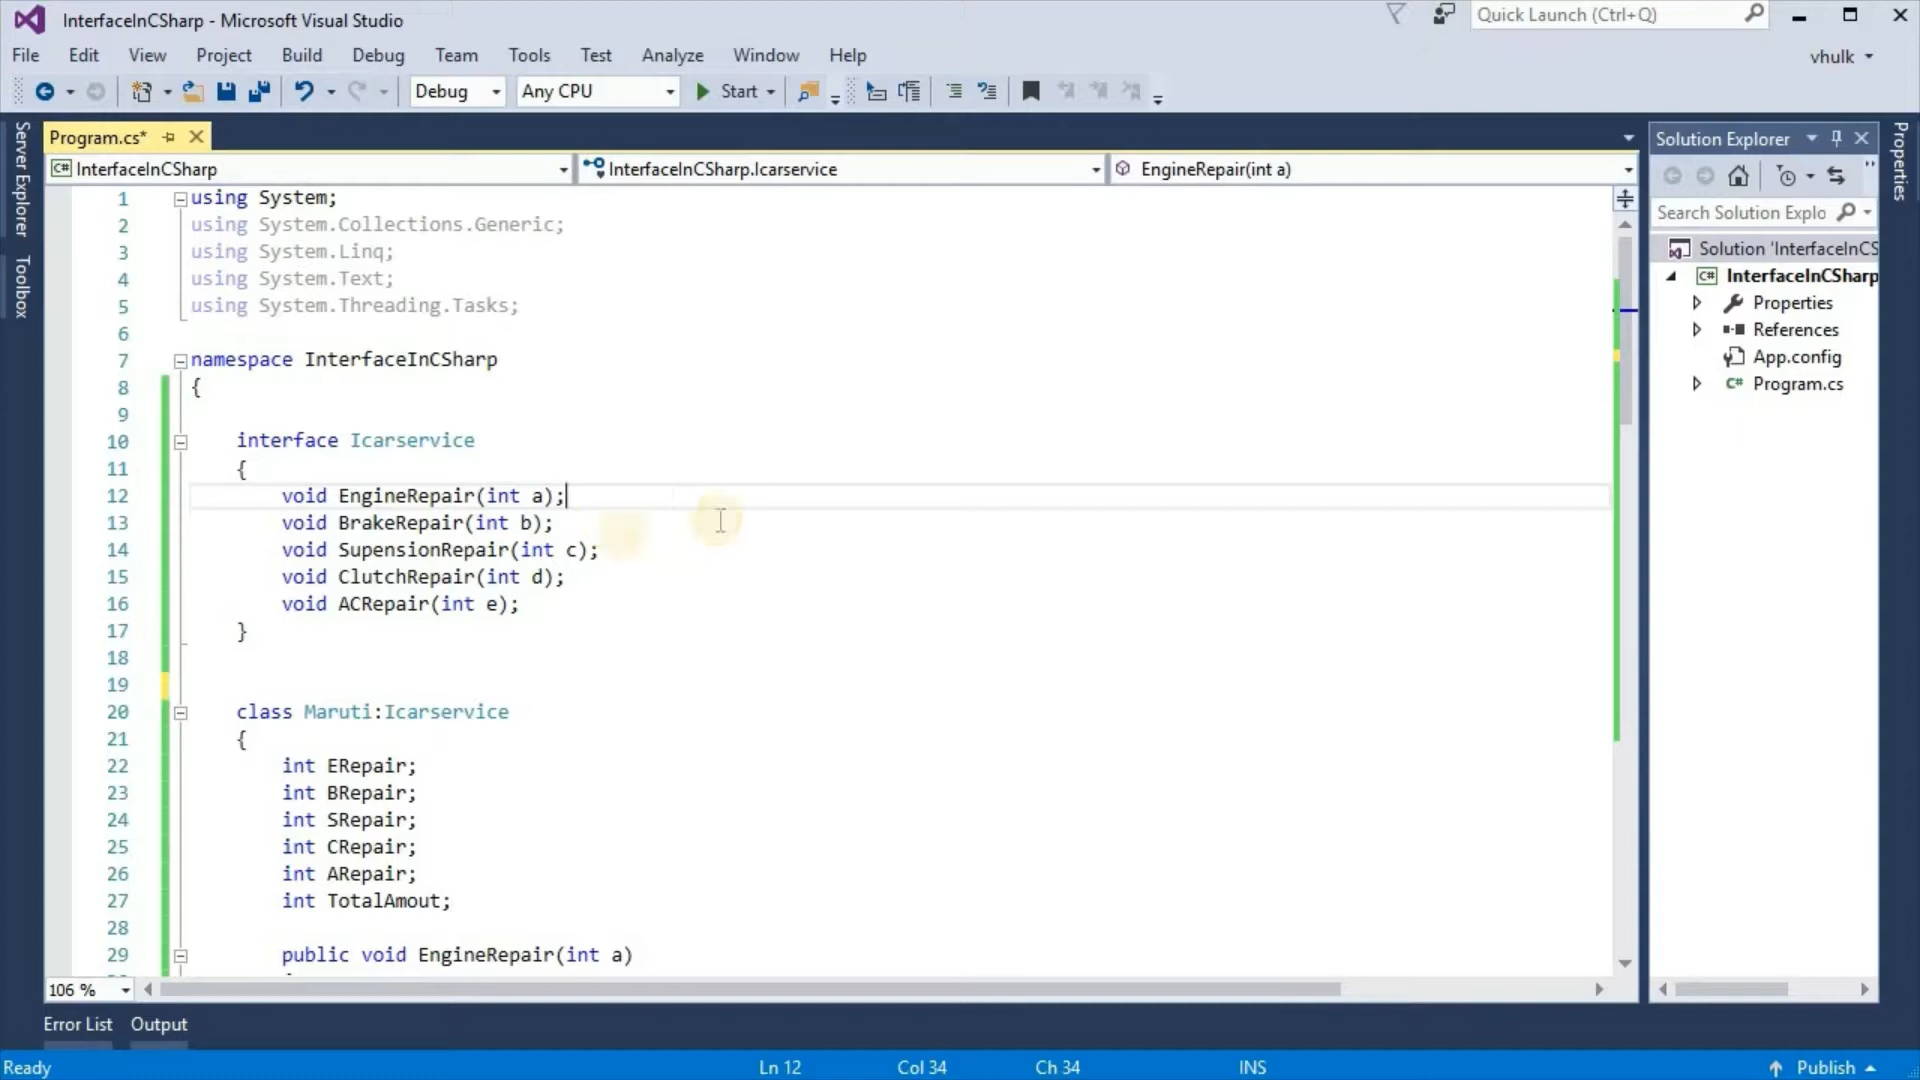 InterfaceInCSharp - Microsoft Visual Studio
Quick Launch (Ctrl+Q)
File Edit View Project Build Debug Team Tools Test Analyze Window Help
vhulk
Debug Any CPU Start
Server Explorer
Toolbox
Program.cs*
C# InterfaceInCSharp InterfaceInCSharp.Icarservice EngineRepair(int a)
1 using System;
2 using System.Collections.Generic;
3 using System.Linq;
4 using System.Text;
5 using System.Threading.Tasks;
6
7 namespace InterfaceInCSharp
8 {
9
10 interface Icarservice
11 {
12 void EngineRepair(int a);
13 void BrakeRepair(int b);
14 void SupensionRepair(int c);
15 void ClutchRepair(int d);
16 void ACRepair(int e);
17 }
18
19
20 class Maruti:Icarservice
21 {
22 int ERepair;
23 int BRepair;
24 int SRepair;
25 int CRepair;
26 int ARepair;
27 int TotalAmout;
28
29 public void EngineRepair(int a)
106 %
Solution Explorer
Search Solution Explo
Solution 'InterfaceInCS
C# InterfaceInCSharp
Properties
References
App.config
C# Program.cs
Properties
Error List Output
Ready Ln 12 Col 34 Ch 34 INS Publish